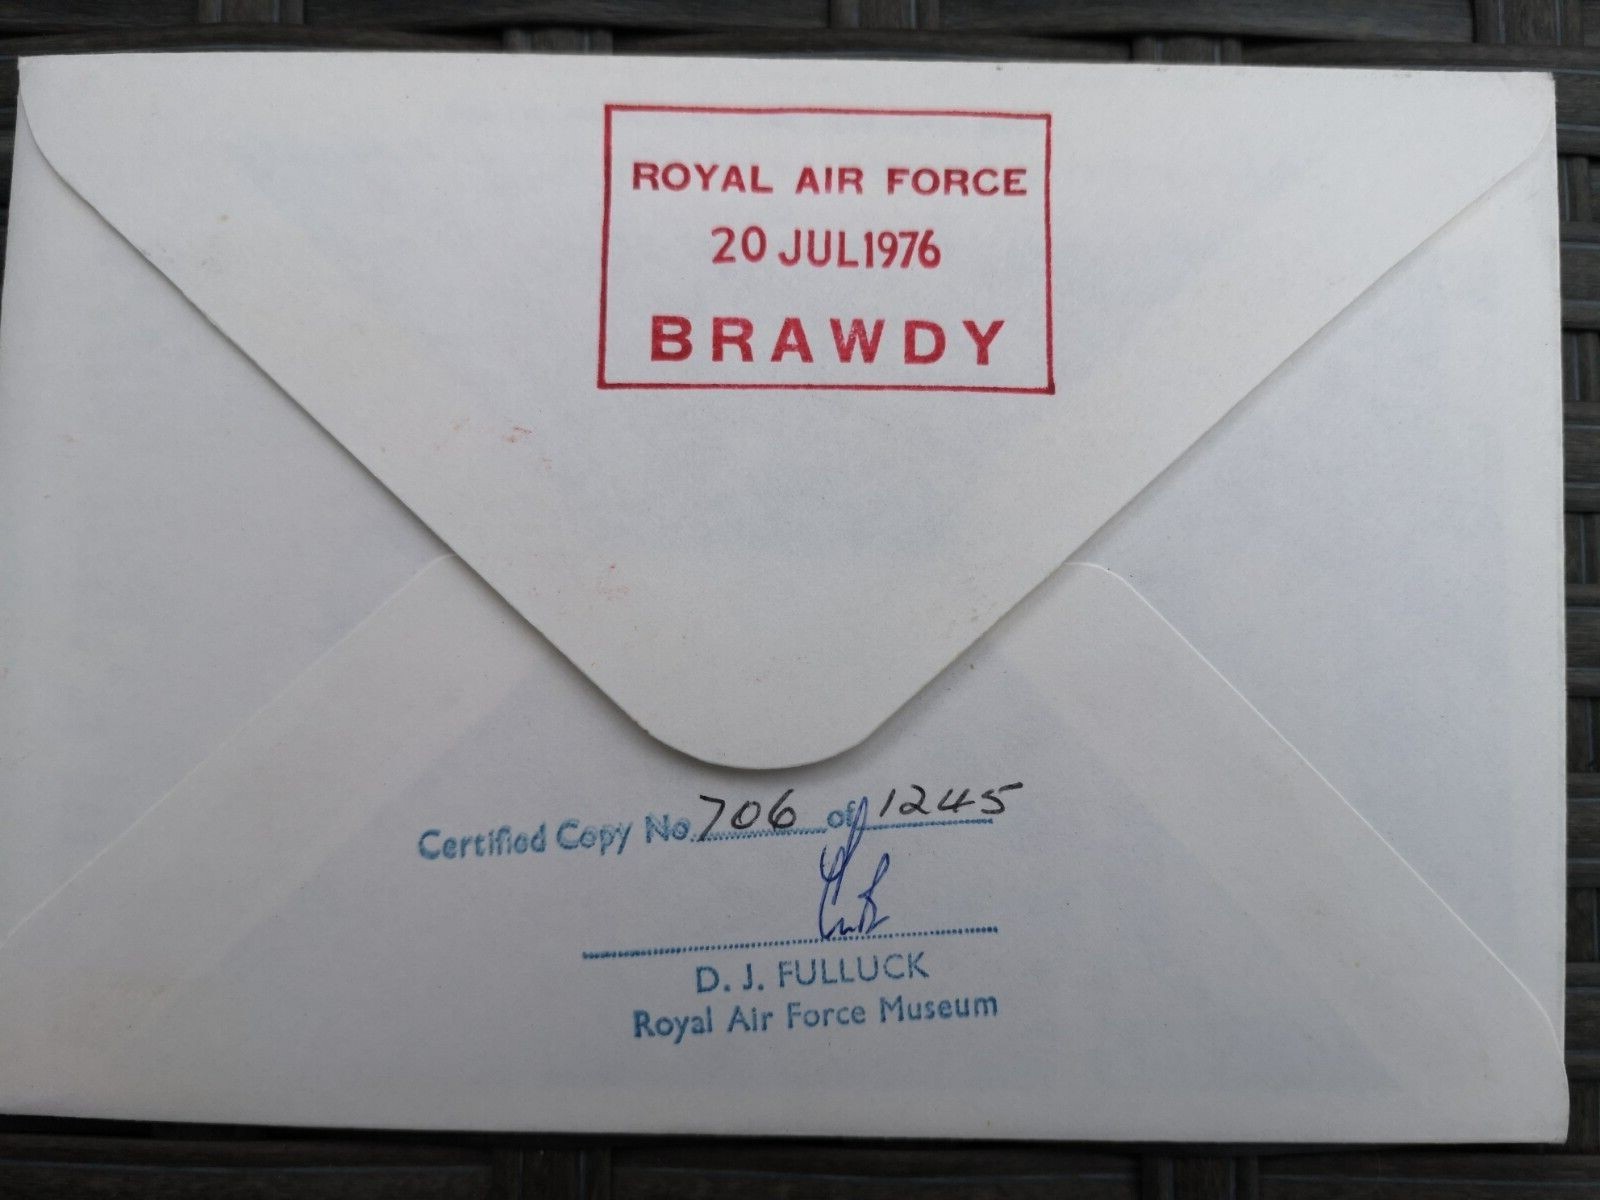 ROYAL AIR FORCE
20 JUL 1976
BRAWDY
Certified Copy No 706 of 1245
D. J. FULLUCK
Royal Air Force Museum